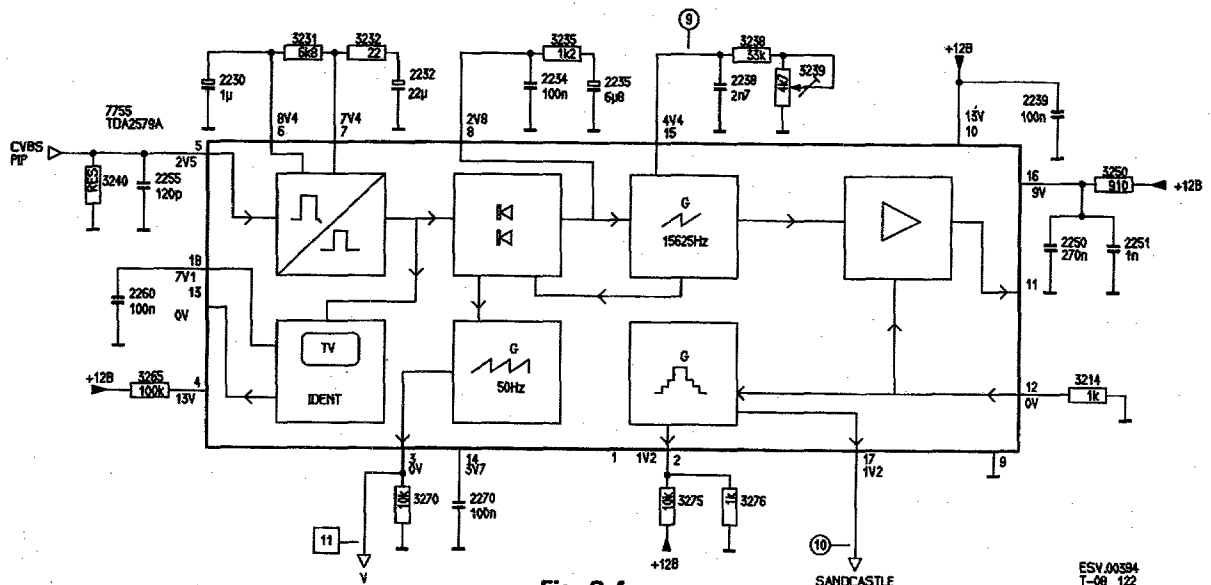 9
3231
6k8
3232
22
2230
1µ
2232
22µ
3235
1k2
2234
100n
2235
6µ8
3238
33k
2238
2n7
4k7
3239
+12B
2239
100n
7755
TDA2579A
8V4
6
7V4
7
2V8
8
4V4
15
13V
10
CVBS
PIP
5
2V5
RES
3240
2255
120p
G
15625Hz
16
9V
3250
910
+12B
2250
270n
2251
1n
11
18
7V1
13
0V
2260
100n
TV
IDENT
G
50Hz
G
+12B
3265
100k
4
13V
12
0V
3214
1k
3
0V
14
3V7
1
1V2
2
17
1V2
9
10k
3270
2270
100n
10k
3275
1k
3276
11
V
+12B
10
SANDCASTLE
ESV.00394
T-08 122